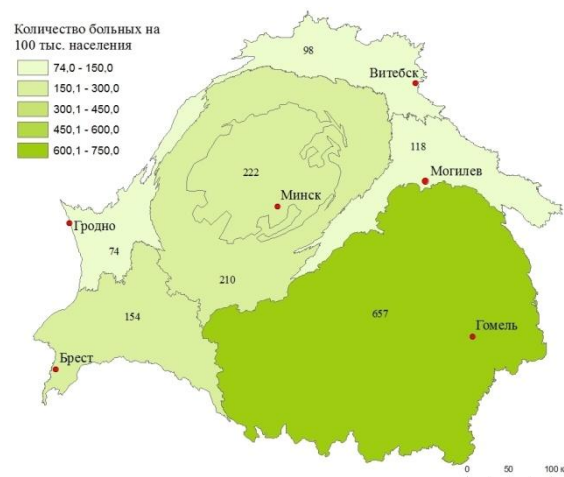 Количество больных на
100 тыс. населения
74,0 - 150,0
150,1 - 300,0
300,1 - 450,0
450,1 - 600,0
600,1 - 750,0
98
Витебск
118
Могилев
222
Минск
Гродно
74
210
154
657
Гомель
Брест
0 50 100 к